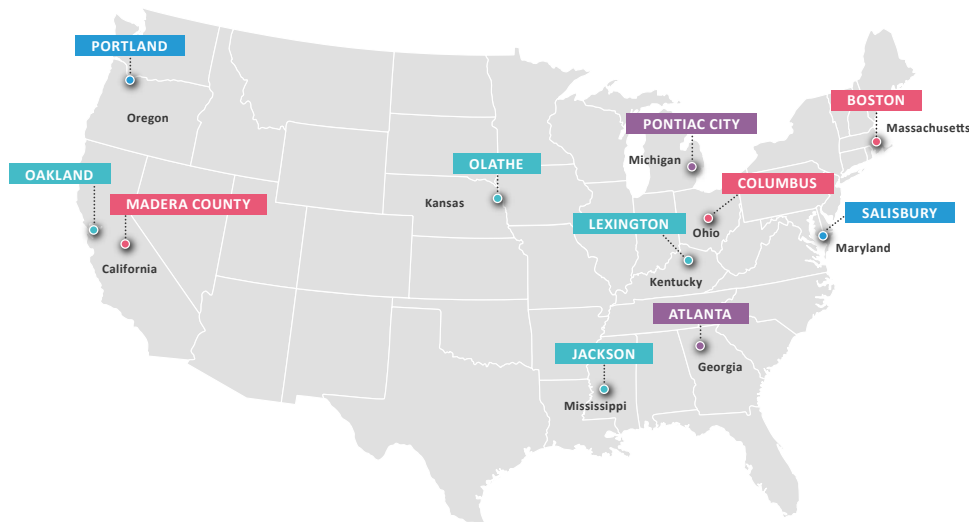 PORTLAND
Oregon
OAKLAND
MADERA COUNTY
California
OLATHE
Kansas
PONTIAC CITY
Michigan
BOSTON
Massachusetts
COLUMBUS
Ohio
LEXINGTON
Kentucky
SALISBURY
Maryland
ATLANTA
Georgia
JACKSON
Mississippi